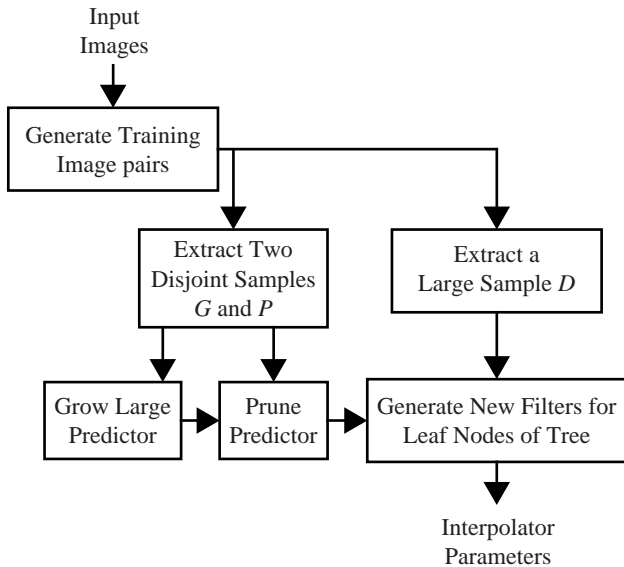 Input
Images
Generate Training
Image pairs
Extract Two
Disjoint Samples
G and P
Extract a
Large Sample D
Grow Large
Predictor
Prune
Predictor
Generate New Filters for
Leaf Nodes of Tree
Interpolator
Parameters